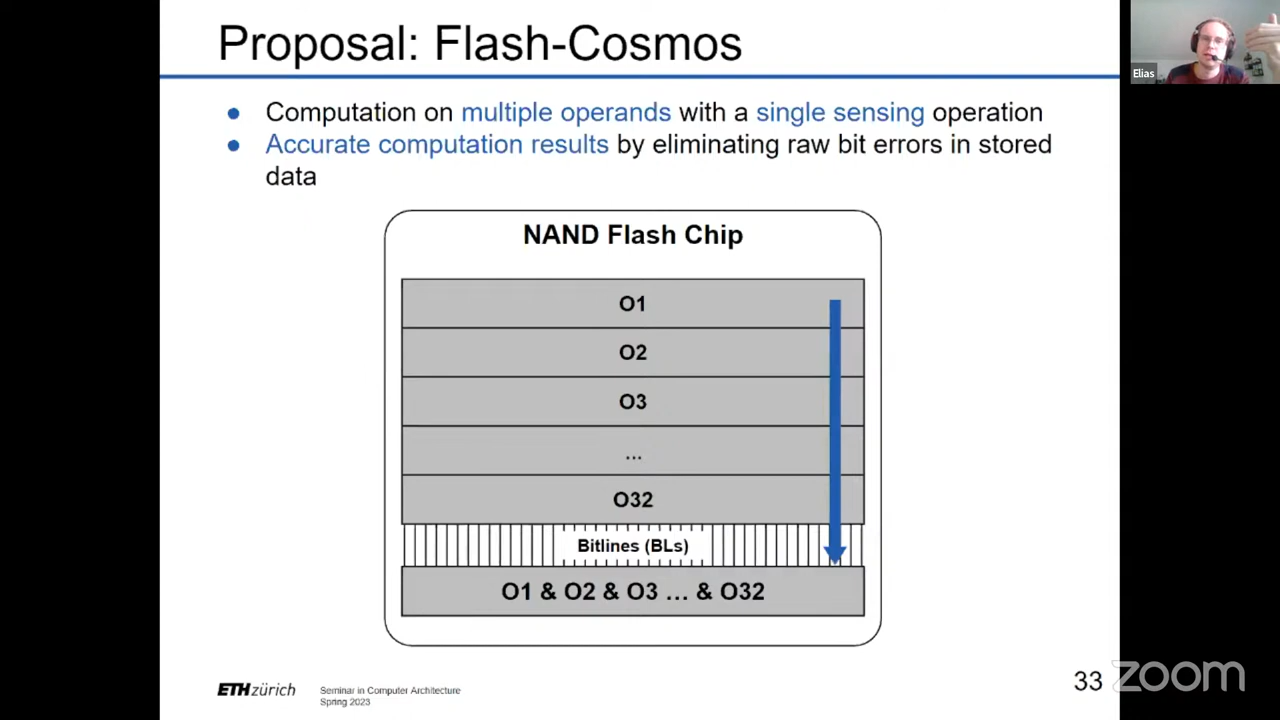 Proposal: Flash-Cosmos
Elias
● Computation on multiple operands with a single sensing operation
● Accurate computation results by eliminating raw bit errors in stored
data
NAND Flash Chip
O1
O2
O3
...
O32
Bitlines (BLs)
O1 & O2 & O3 ... & O32
ETH zürich
Seminar in Computer Architecture
Spring 2023
33
zoom